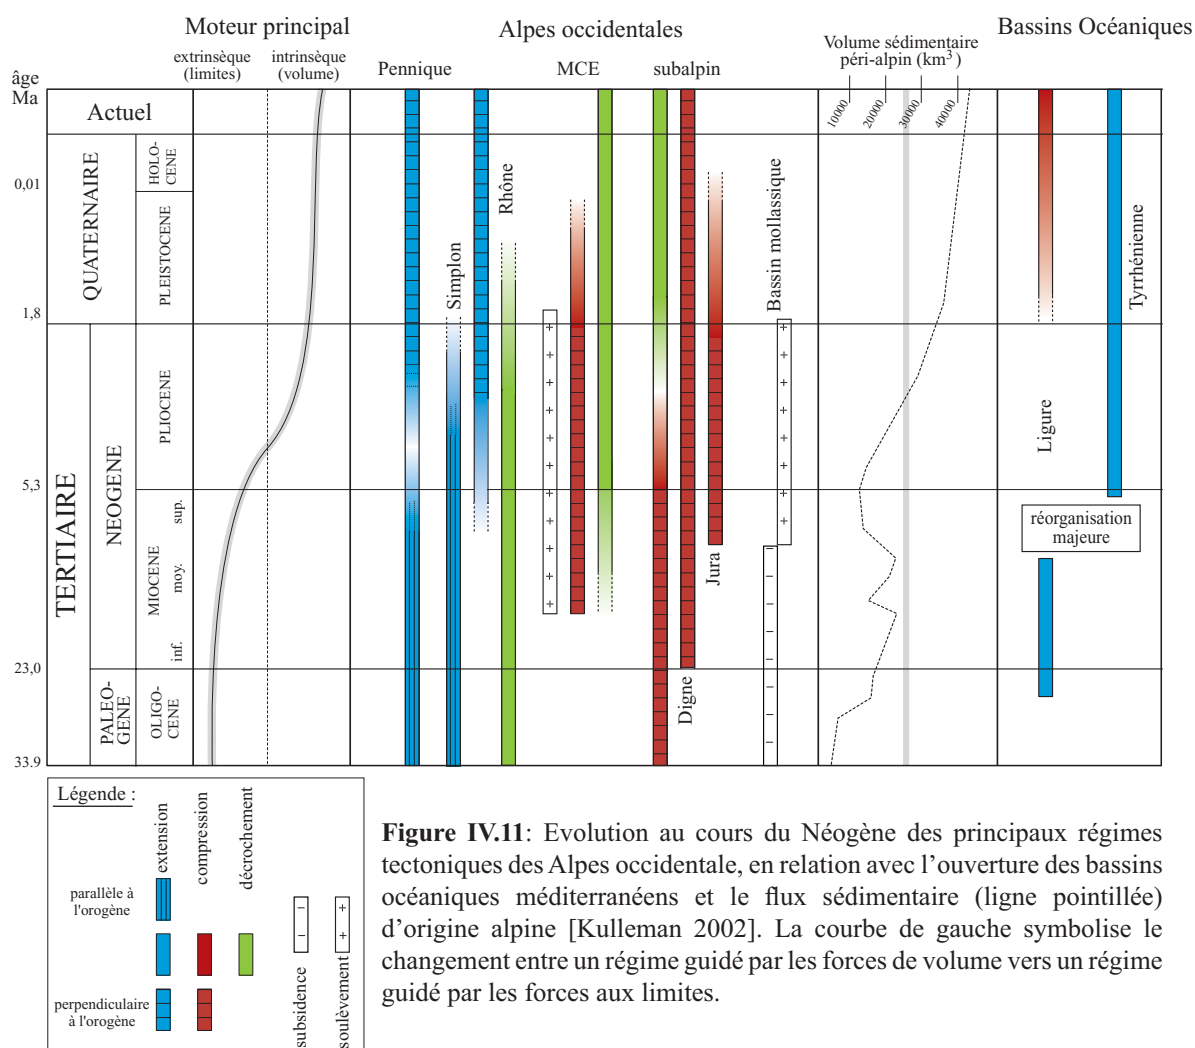 Moteur principal
extrinsèque
(limites)
intrinsèque
(volume)
Alpes occidentales
Pennique
MCE
subalpin
Volume sédimentaire
péri-alpin (km³)
Bassins Océaniques
âge
Ma
10000
20000
30000
40000
Actuel
QUATERNAIRE
HOLO-
CENE
0,01
PLEISTOCENE
1,8
TERTIAIRE
NEOGENE
PLIOCENE
5,3
MIOCENE
sup.
moy.
inf.
23,0
PALEO-
GENE
OLIGO-
CENE
33.9
Simplon
Rhône
Digne
Jura
Bassin mollassique
Ligure
Tyrrhénienne
réorganisation
majeure
Légende :
extension
compression
décrochement
parallèle à
l'orogène
perpendiculaire
à l'orogène
subsidence
soulèvement
Figure IV.11: Evolution au cours du Néogène des principaux régimes
tectoniques des Alpes occidentale, en relation avec l’ouverture des bassins
océaniques méditerranéens et le flux sédimentaire (ligne pointillée)
d’origine alpine [Kulleman 2002]. La courbe de gauche symbolise le
changement entre un régime guidé par les forces de volume vers un régime
guidé par les forces aux limites.